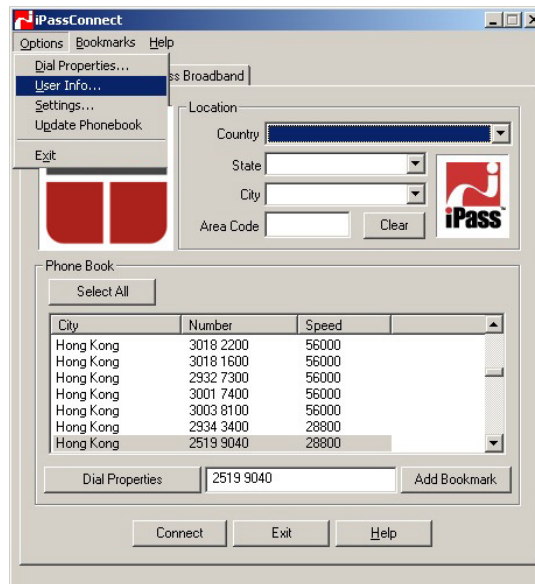 iPassConnect
Options Bookmarks Help
Dial Properties...
User Info...
Settings...
Update Phonebook
Exit
ss Broadband
Location
Country
State
City
Area Code
Clear
iPass
Phone Book
Select All
City Number Speed
Hong Kong 3018 2200 56000
Hong Kong 3018 1600 56000
Hong Kong 2932 7300 56000
Hong Kong 3001 7400 56000
Hong Kong 3003 8100 56000
Hong Kong 2934 3400 28800
Hong Kong 2519 9040 28800
Dial Properties 2519 9040 Add Bookmark
Connect Exit Help